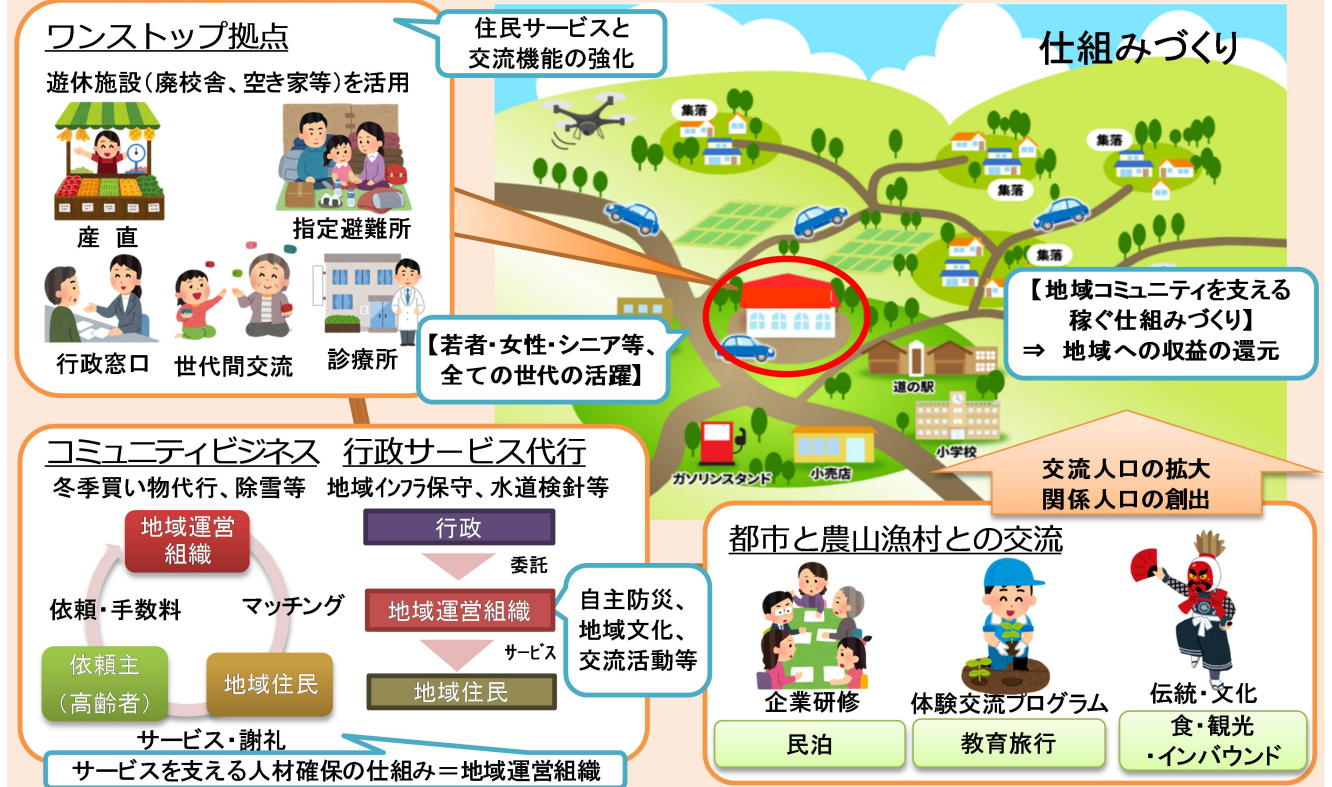 ワンストップ拠点
遊休施設(廃校舎、空き家等)を活用
産 直
指定避難所
行政窓口
世代間交流
診療所
住民サービスと
交流機能の強化
仕組みづくり
集落
集落
集落
集落
【若者・女性・シニア等、
全ての世代の活躍】
【地域コミュニティを支える
稼ぐ仕組みづくり】
⇒ 地域への収益の還元
道の駅
小学校
小売店
ガソリンスタンド
交流人口の拡大
関係人口の創出
コミュニティビジネス
冬季買い物代行、除雪等
地域運営
組織
依頼・手数料
マッチング
依頼主
(高齢者)
地域住民
サービス・謝礼
行政サービス代行
地域インフラ保守、水道検針等
行政
委託
地域運営組織
サービス
地域住民
自主防災、
地域文化、
交流活動等
サービスを支える人材確保の仕組み=地域運営組織
都市と農山漁村との交流
企業研修
体験交流プログラム
伝統・文化
民泊
教育旅行
食・観光
・インバウンド